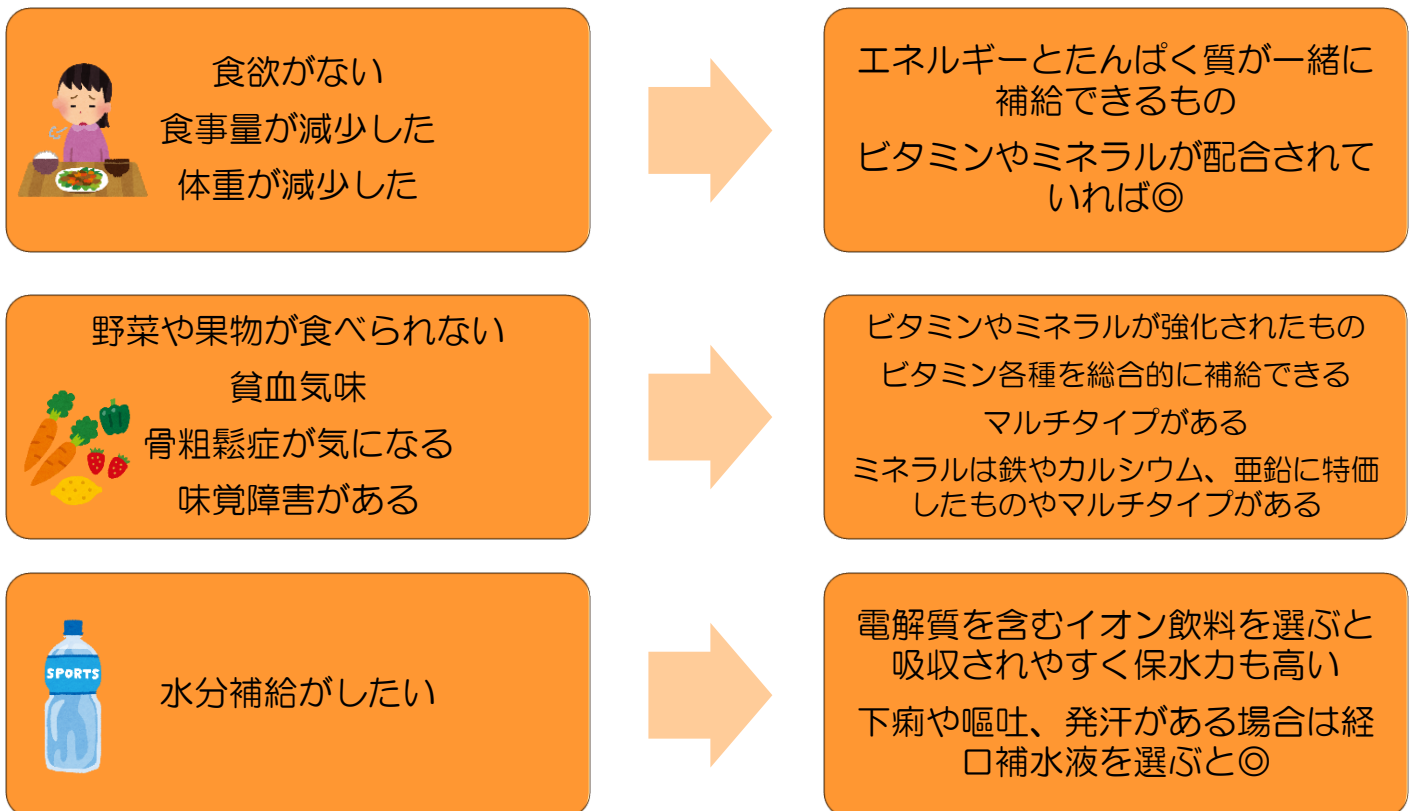 食欲がない
食事量が減少した
体重が減少した
エネルギーとたんぱく質が一緒に
補給できるもの
ビタミンやミネラルが配合されて
いれば◎
野菜や果物が食べられない
貧血気味
骨粗鬆症が気になる
味覚障害がある
ビタミンやミネラルが強化されたもの
ビタミン各種を総合的に補給できる
マルチタイプがある
ミネラルは鉄やカルシウム、亜鉛に特価
したものやマルチタイプがある
SPORTS
水分補給がしたい
電解質を含むイオン飲料を選ぶと
吸収されやすく保水力も高い
下痢や嘔吐、発汗がある場合は経
口補水液を選ぶと◎